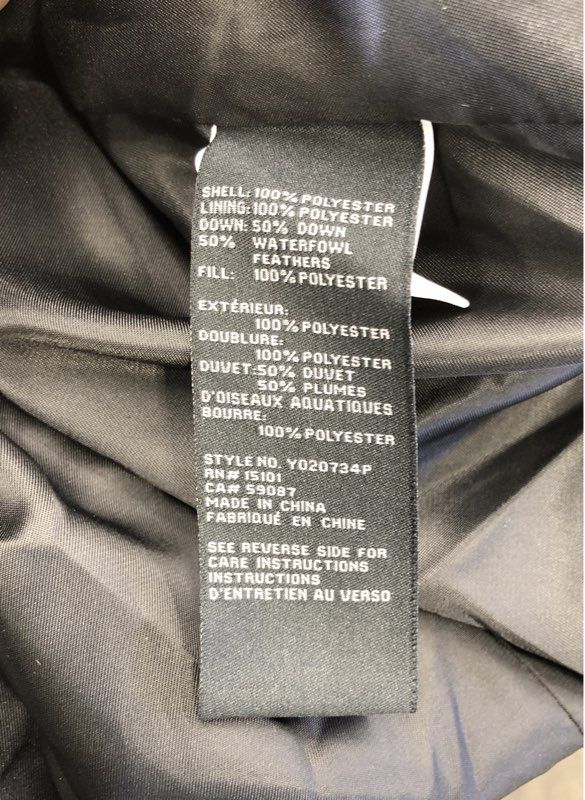 SHELL: 100% POLYESTER
LINING: 100% POLYESTER
DOWN: 50% DOWN
50% WATERFOWL
FEATHERS
FILL: 100% POLYESTER
EXTÉRIEUR:
100% POLYESTER
DOUBLURE:
100% POLYESTER
DUVET: 50% DUVET
50% PLUMES
D'OISEAUX AQUATIQUES
BOURRE:
100% POLYESTER
STYLE NO. Y020734P
RN# 15101
CA# 59087
MADE IN CHINA
FABRIQUÉ EN CHINE
SEE REVERSE SIDE FOR
CARE INSTRUCTIONS
INSTRUCTIONS
D'ENTRETIEN AU VERSO